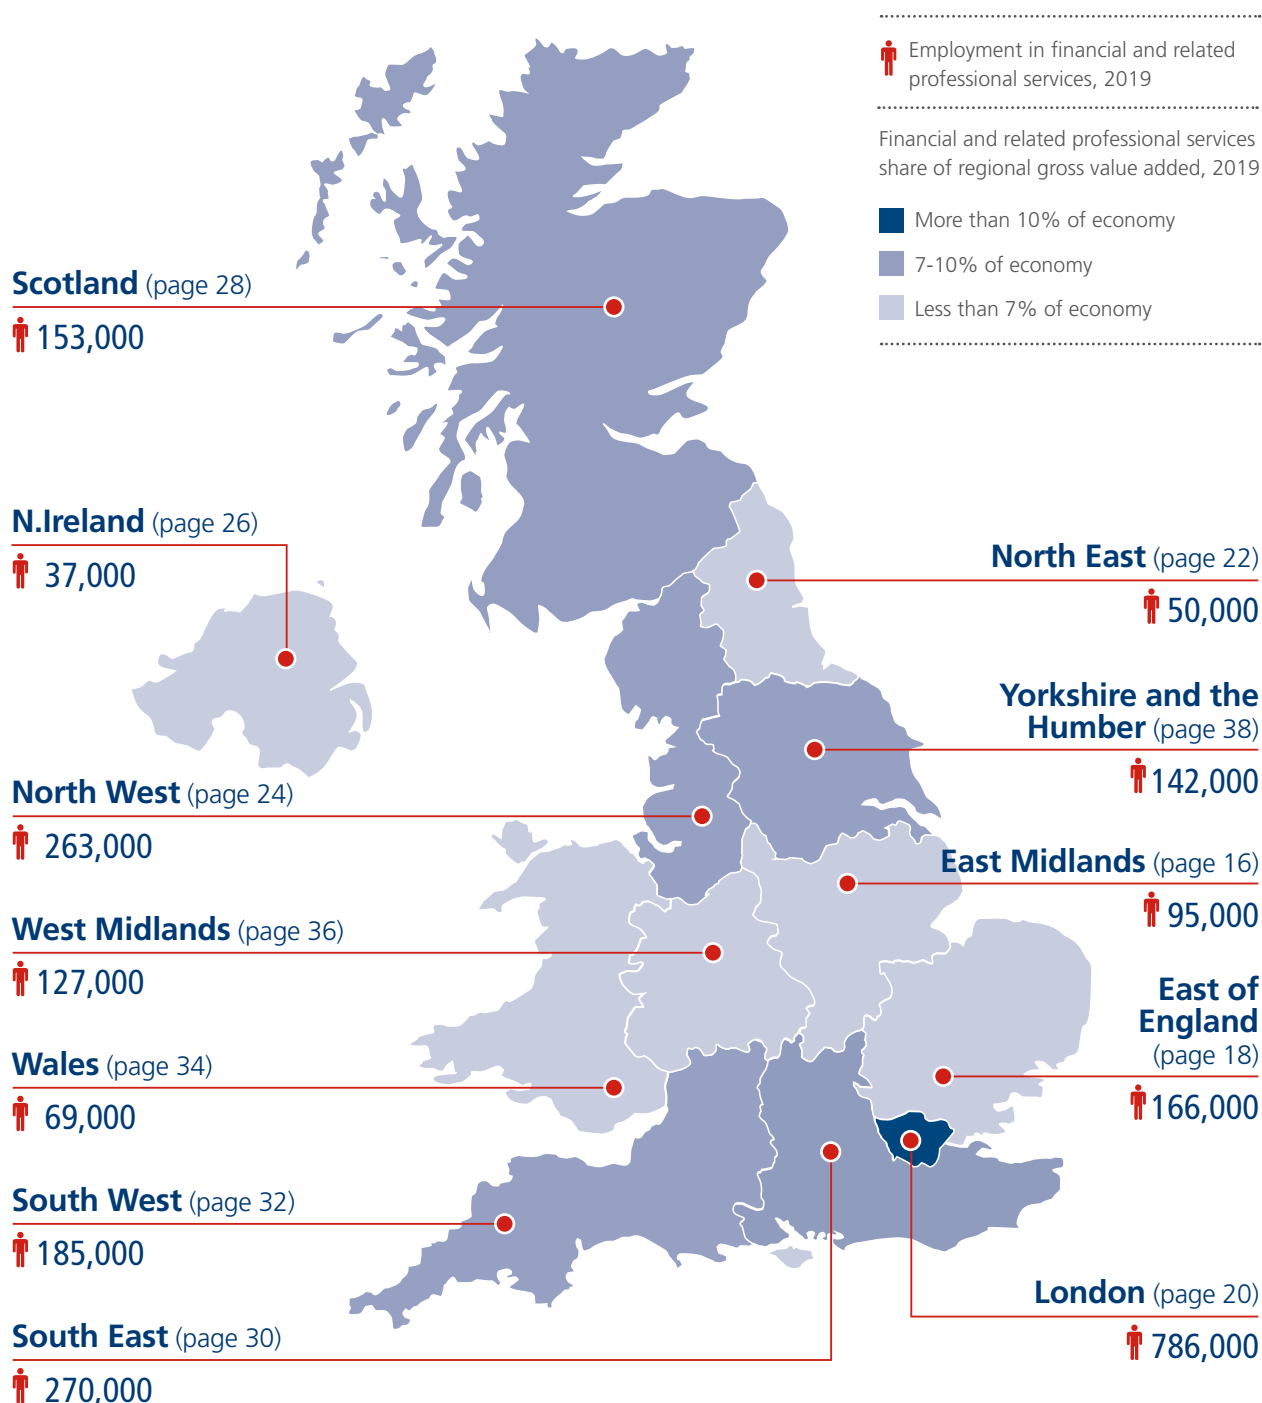 Employment in financial and related
professional services, 2019
Financial and related professional services
share of regional gross value added, 2019
More than 10% of economy
7-10% of economy
Less than 7% of economy
Scotland (page 28)
153,000
N.Ireland (page 26)
37,000
North West (page 24)
263,000
West Midlands (page 36)
127,000
Wales (page 34)
69,000
South West (page 32)
185,000
South East (page 30)
270,000
North East (page 22)
50,000
Yorkshire and the
Humber (page 38)
142,000
East Midlands (page 16)
95,000
East of
England
(page 18)
166,000
London (page 20)
786,000